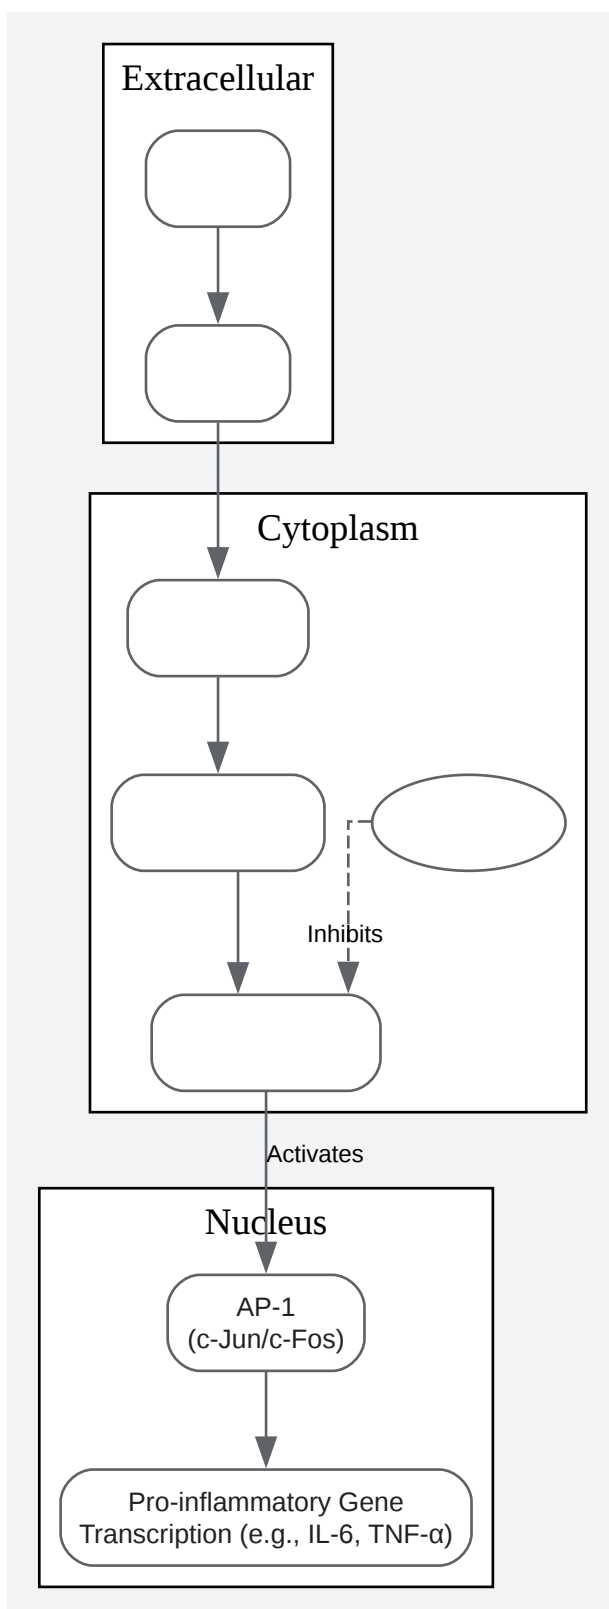 Extracellular
Cytoplasm
Inhibits
Activates
Nucleus
AP-1
(c-Jun/c-Fos)
Pro-inflammatory Gene
Transcription (e.g., IL-6, TNF-α)